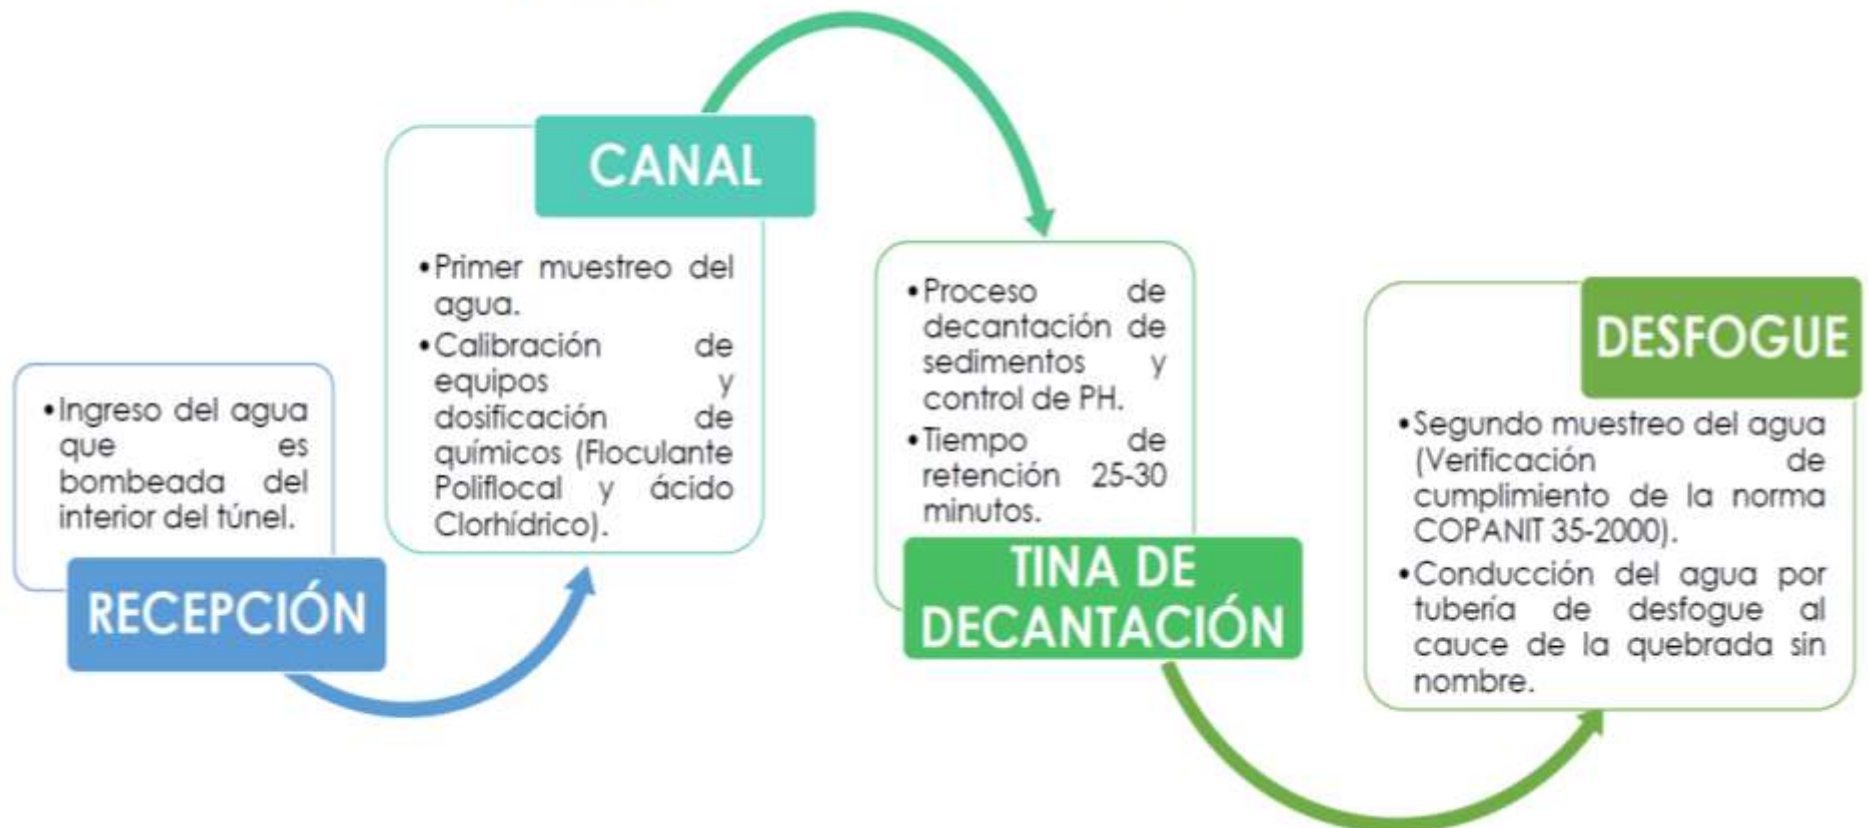 •Ingreso del agua
que es
bombeada del
interior del túnel.
RECEPCIÓN
CANAL
•Primer muestreo del
agua.
•Calibración de
equipos y
dosificación de
químicos (Floculante
Poliflocal y ácido
Clorhídrico).
•Proceso de
decantación de
sedimentos y
control de PH.
•Tiempo de
retención 25-30
minutos.
TINA DE
DECANTACIÓN
DESFOGUE
•Segundo muestreo del agua
(Verificación de
cumplimiento de la norma
COPANIT 35-2000).
•Conducción del agua por
tubería de desfogue al
cauce de la quebrada sin
nombre.